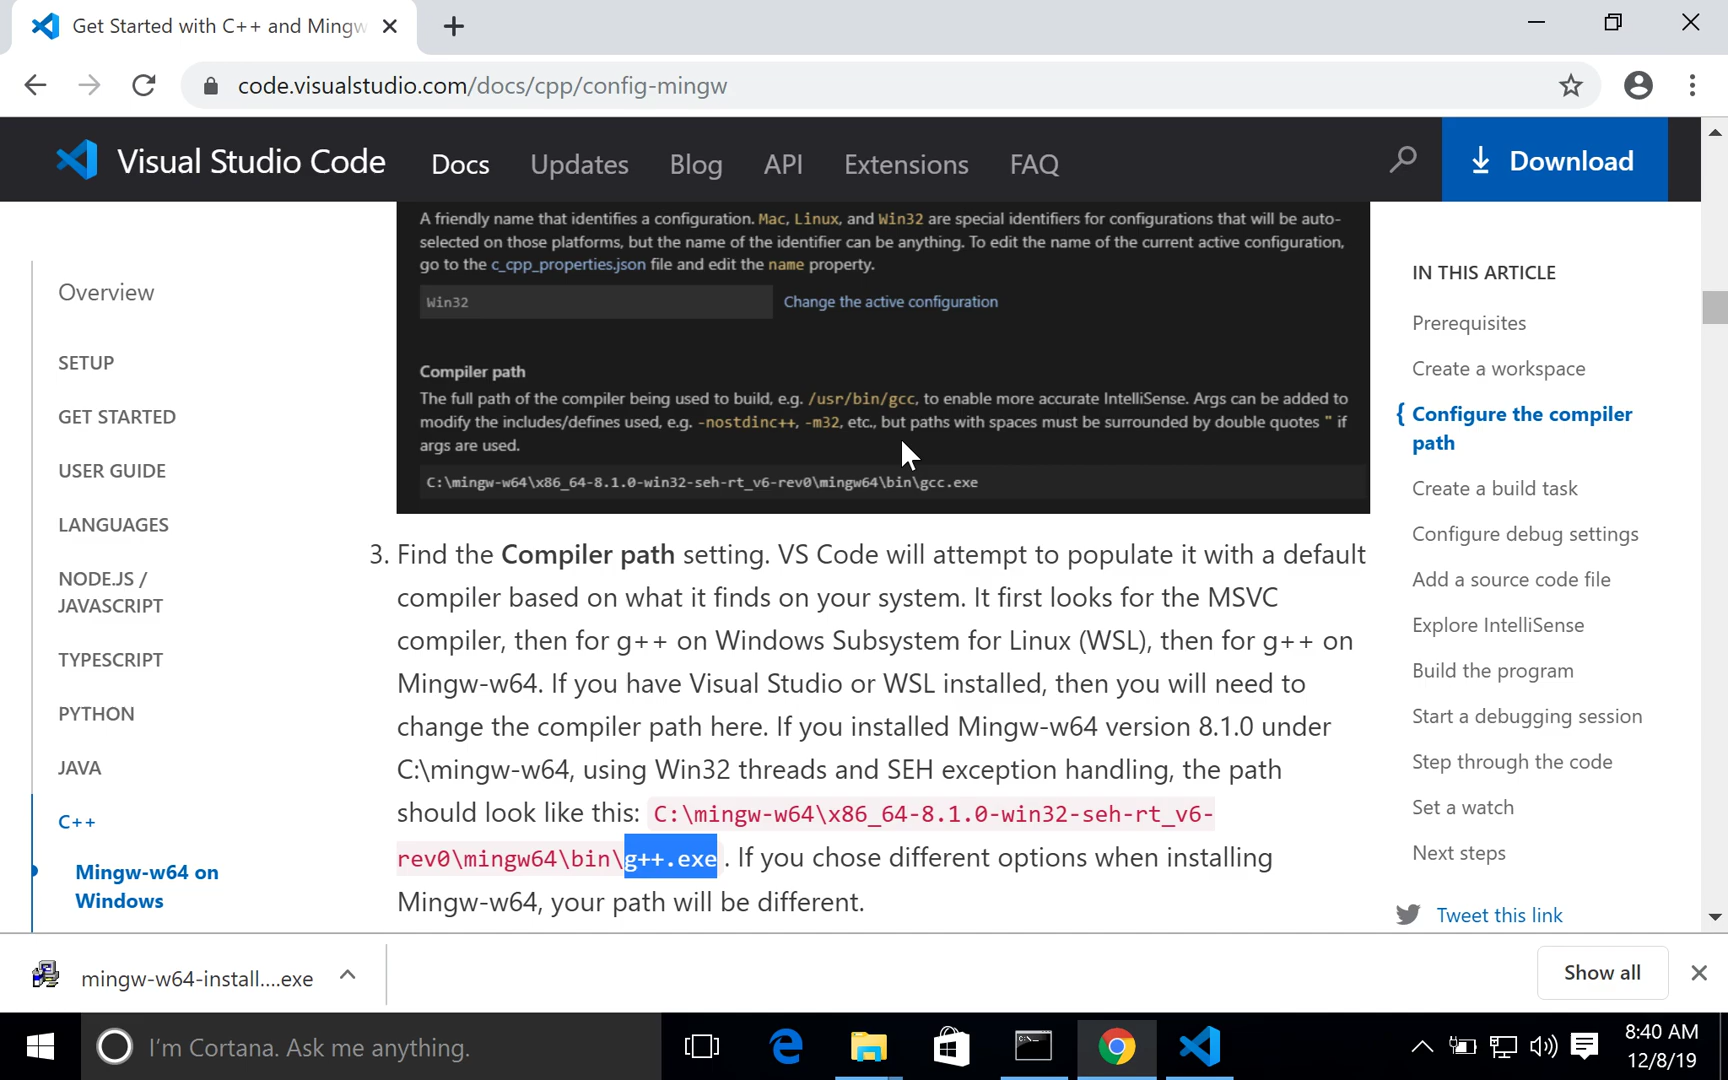 Get Started with C++ and Mingw
code.visualstudio.com/docs/cpp/config-mingw
Visual Studio Code
Docs
Updates
Blog
API
Extensions
FAQ
Download
Overview
SETUP
GET STARTED
USER GUIDE
LANGUAGES
NODE.JS /
JAVASCRIPT
TYPESCRIPT
PYTHON
JAVA
C++
Mingw-w64 on
Windows
A friendly name that identifies a configuration. Mac, Linux, and Win32 are special identifiers for configurations that will be auto-
selected on those platforms, but the name of the identifier can be anything. To edit the name of the current active configuration,
go to the c_cpp_properties.json file and edit the name property.
Win32
Change the active configuration
Compiler path
The full path of the compiler being used to build, e.g. /usr/bin/gcc, to enable more accurate IntelliSense. Args can be added to
modify the includes/defines used, e.g. -nostdinc++, -m32, etc., but paths with spaces must be surrounded by double quotes " if
args are used.
C:\mingw-w64\x86_64-8.1.0-win32-seh-rt_v6-rev0\mingw64\bin\gcc.exe
3. Find the Compiler path setting. VS Code will attempt to populate it with a default
compiler based on what it finds on your system. It first looks for the MSVC
compiler, then for g++ on Windows Subsystem for Linux (WSL), then for g++ on
Mingw-w64. If you have Visual Studio or WSL installed, then you will need to
change the compiler path here. If you installed Mingw-w64 version 8.1.0 under
C:\mingw-w64, using Win32 threads and SEH exception handling, the path
should look like this: C:\mingw-w64\x86_64-8.1.0-win32-seh-rt_v6-
rev0\mingw64\bin\g++.exe. If you chose different options when installing
Mingw-w64, your path will be different.
IN THIS ARTICLE
Prerequisites
Create a workspace
{ Configure the compiler
path
Create a build task
Configure debug settings
Add a source code file
Explore IntelliSense
Build the program
Start a debugging session
Step through the code
Set a watch
Next steps
Tweet this link
mingw-w64-install....exe
Show all
I'm Cortana. Ask me anything.
8:40 AM
12/8/19